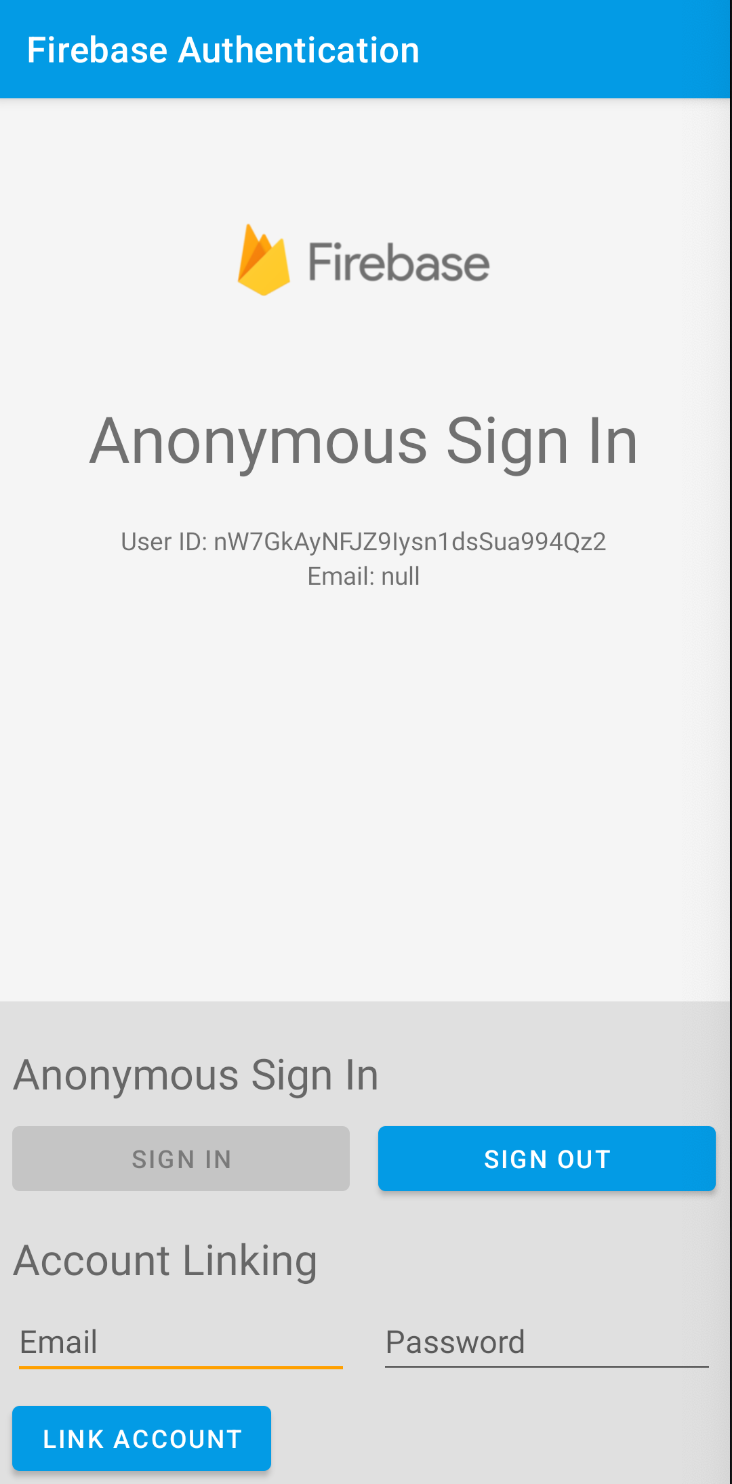 Firebase Authentication
Firebase
Anonymous Sign In
User ID: nW7GkAyNFJZ9Iysn1dsSua994Qz2
Email: null
Anonymous Sign In
SIGN IN SIGN OUT
Account Linking
Email Password
LINK ACCOUNT